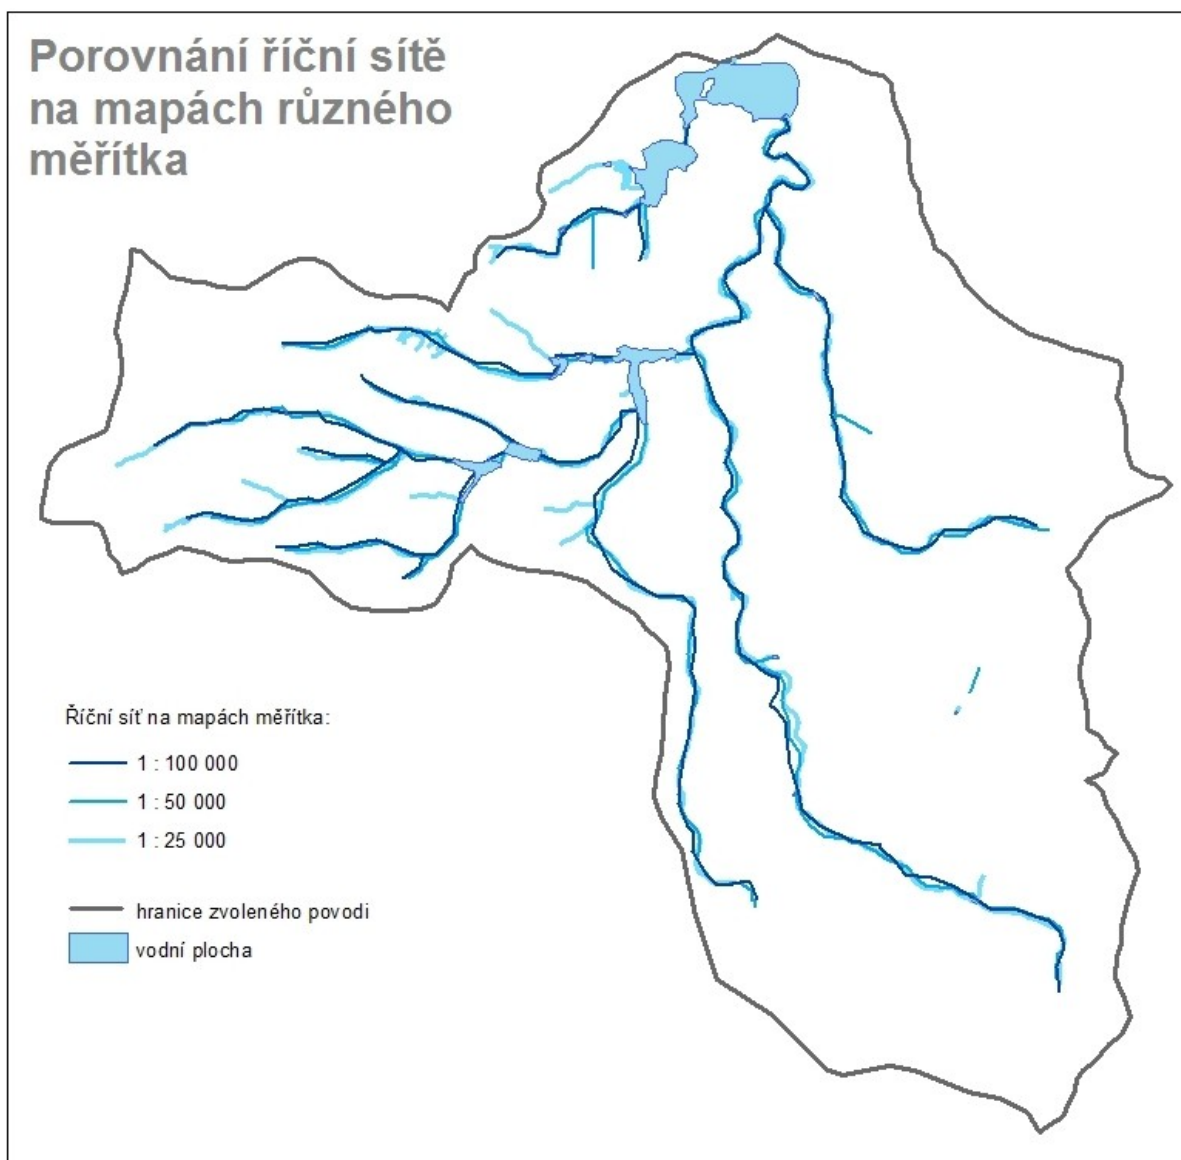 Porovnání říční sítě
na mapách různého
měřítka
Říční síť na mapách měřítka:
1 : 100 000
1 : 50 000
1 : 25 000
hranice zvoleného povodi
vodní plocha